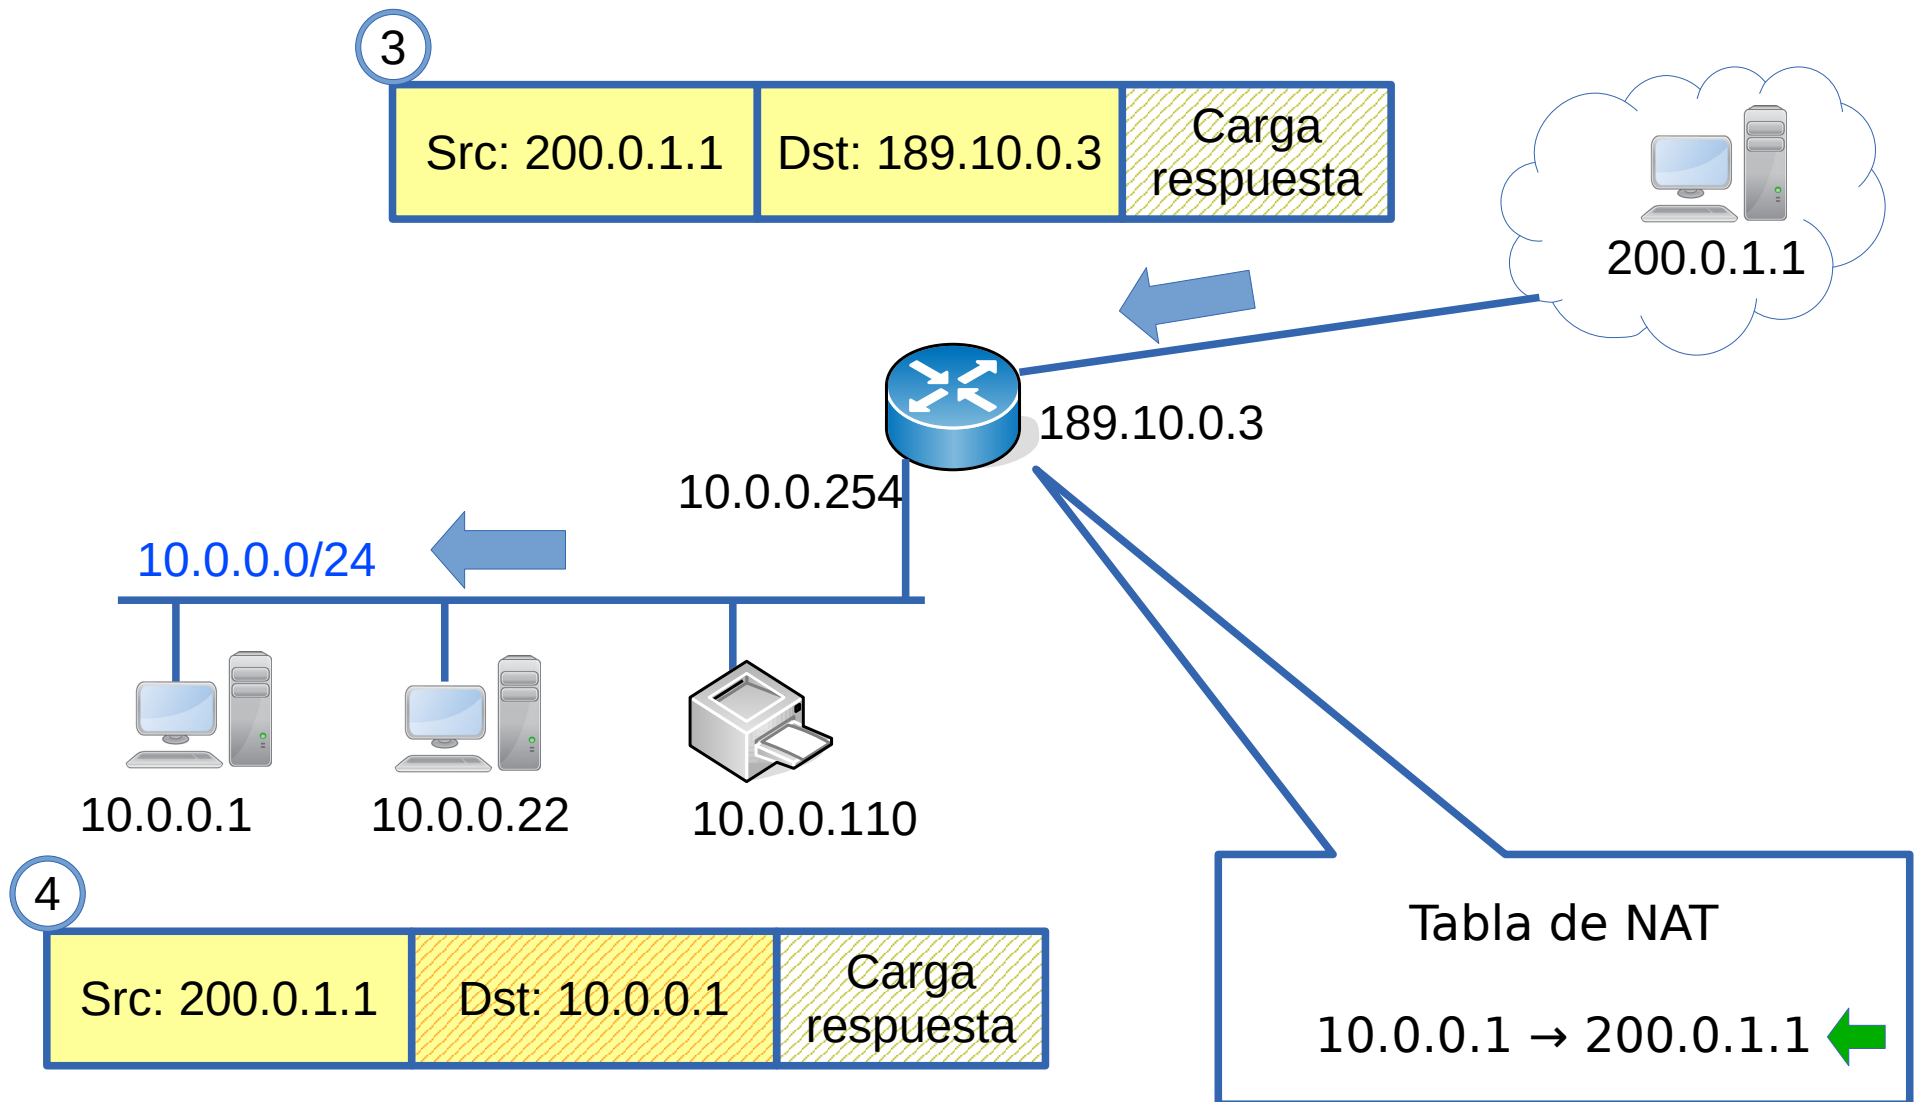 3
Src: 200.0.1.1
Dst: 189.10.0.3
Carga
respuesta
200.0.1.1
189.10.0.3
10.0.0.254
10.0.0.0/24
10.0.0.1
10.0.0.22
10.0.0.110
4
Src: 200.0.1.1
Dst: 10.0.0.1
Carga
respuesta
Tabla de NAT
10.0.0.1 → 200.0.1.1